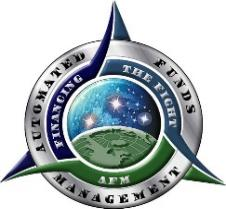 AUTOMATED FUNDS
MANAGEMENT
FINANCING
THE FIGHT
AFM